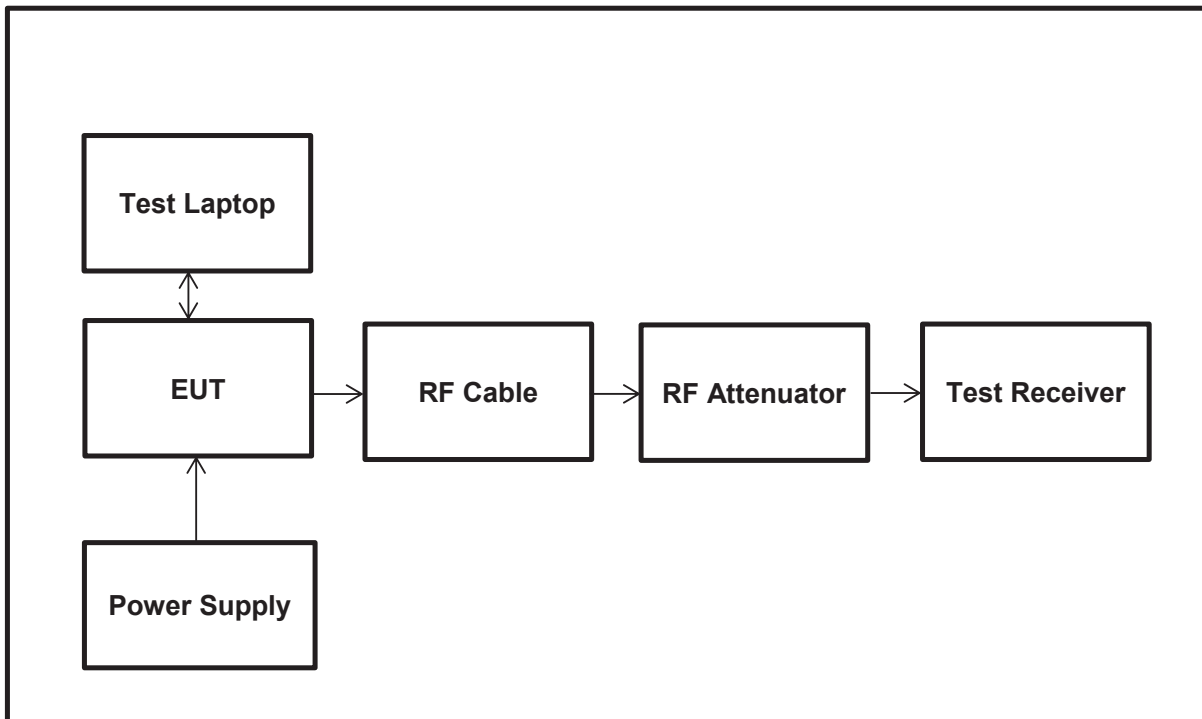 Test Laptop
EUT
RF Cable
RF Attenuator
Test Receiver
Power Supply